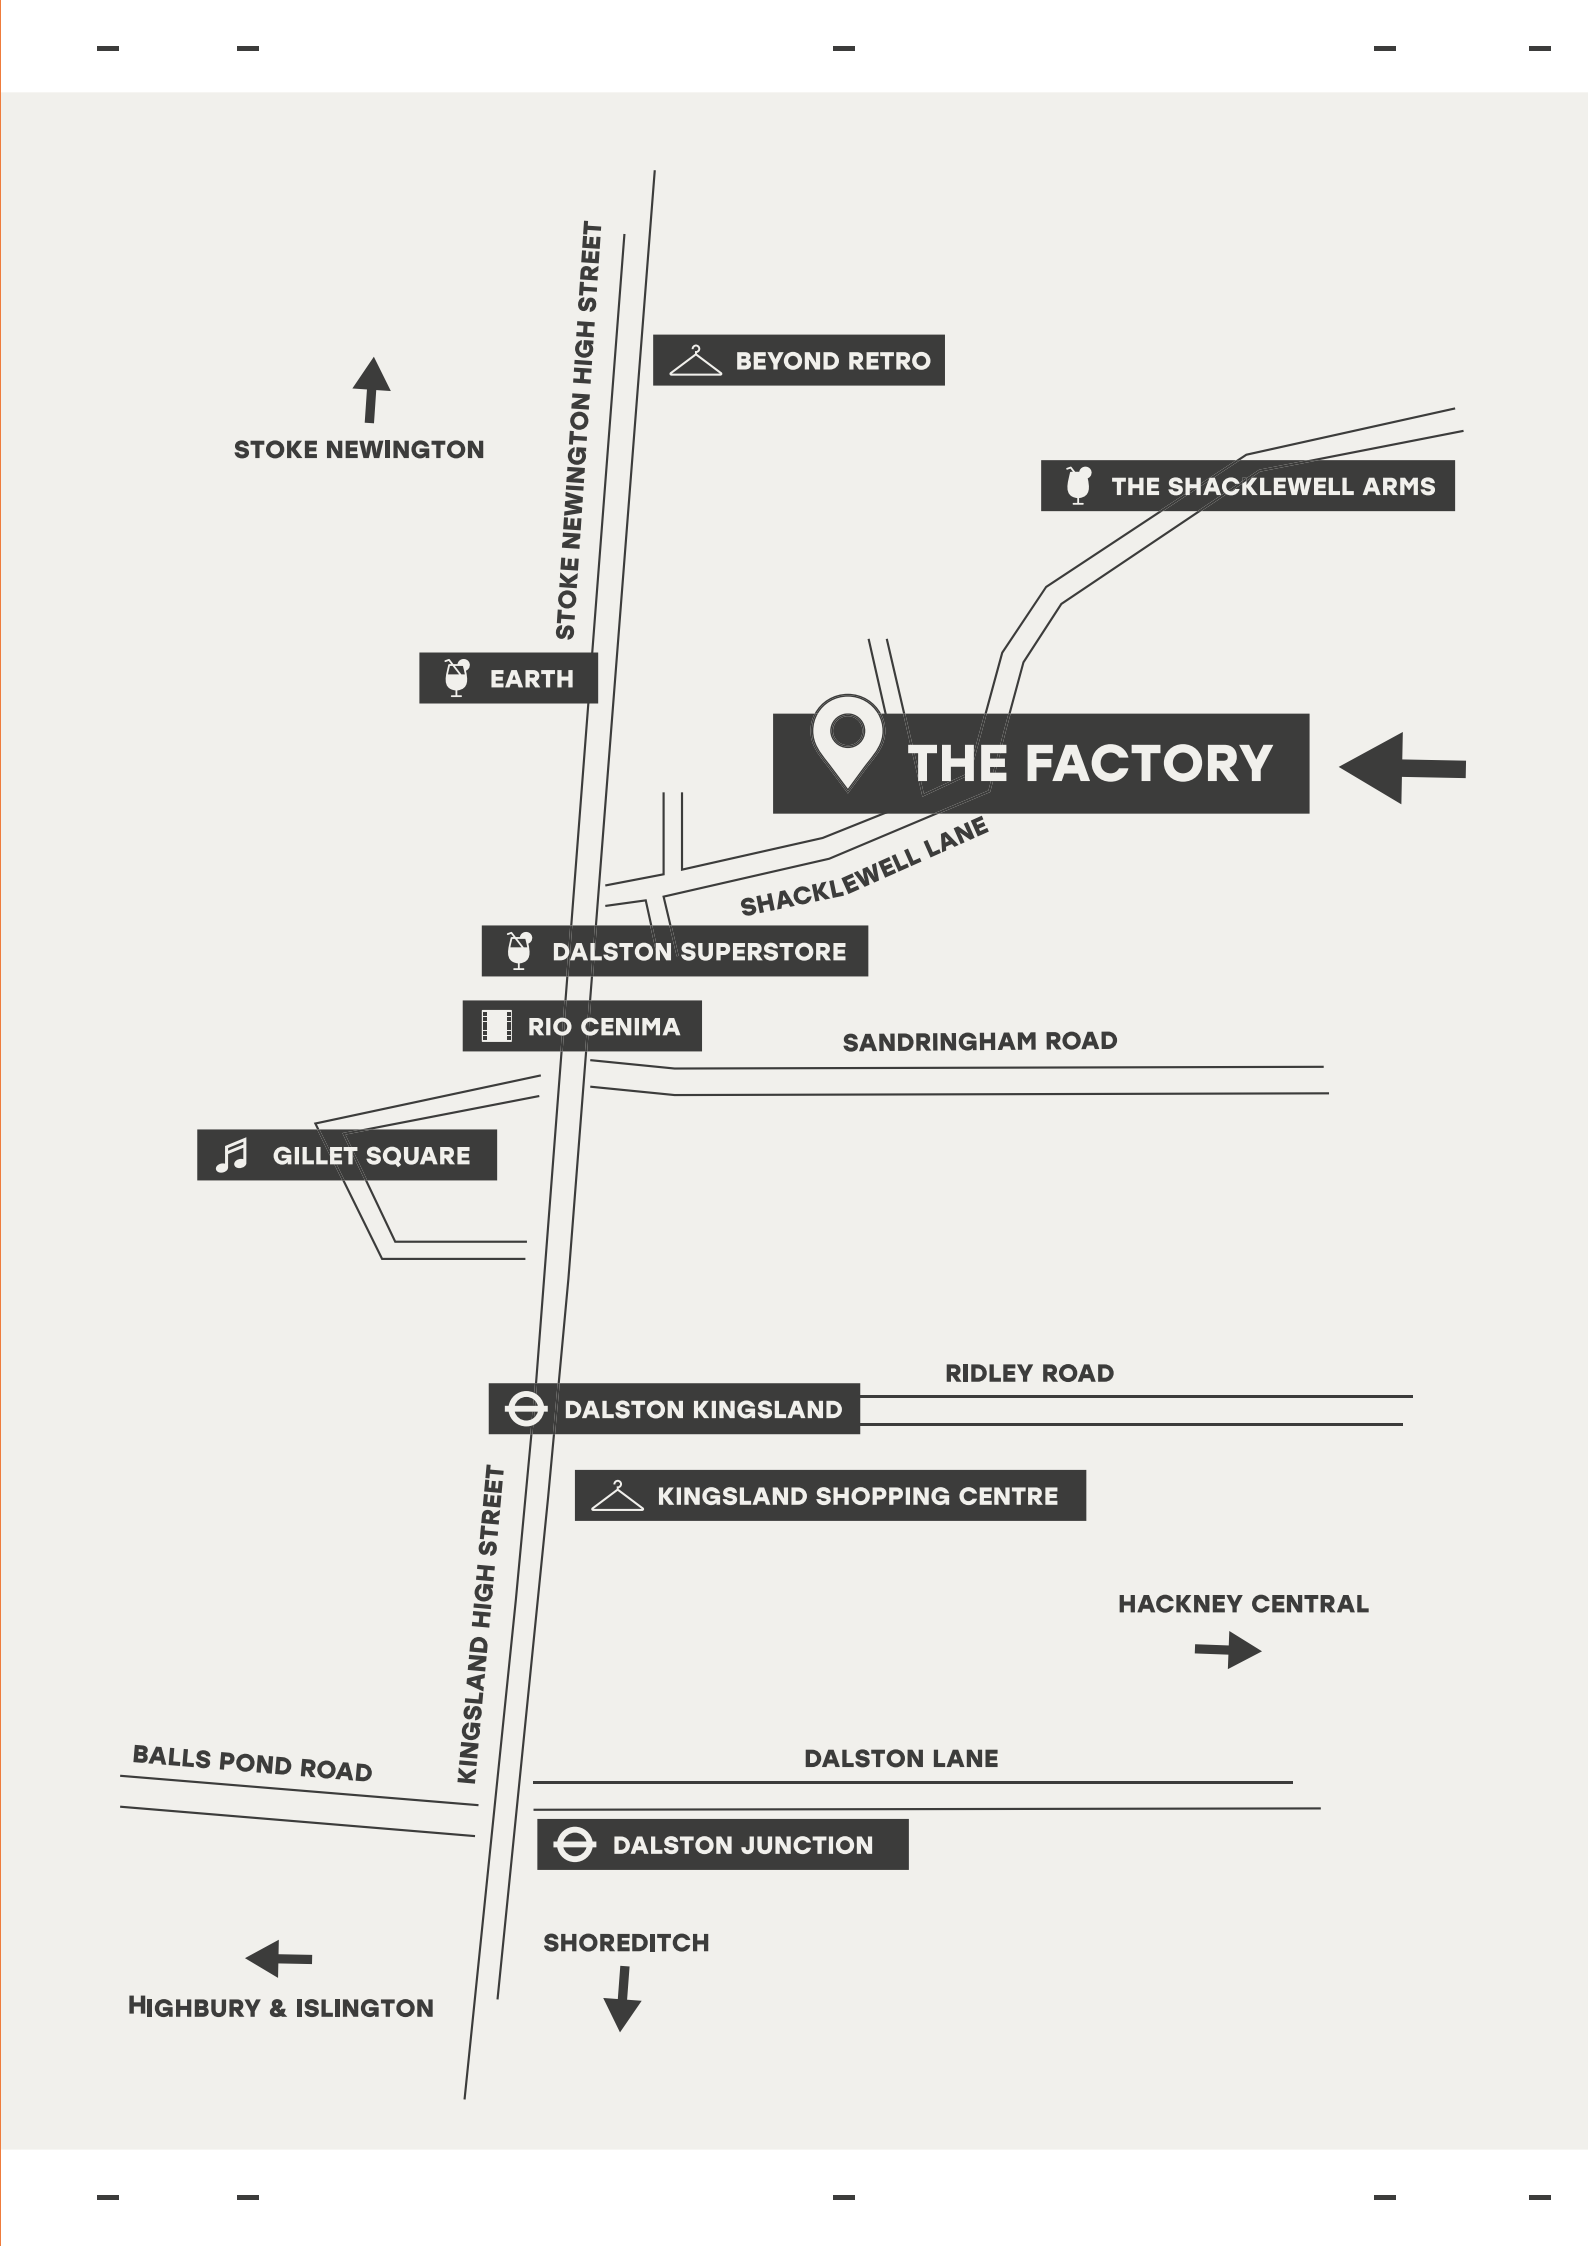 STOKE NEWINGTON HIGH STREET
BEYOND RETRO
STOKE NEWINGTON
THE SHACKLEWELL ARMS
EARTH
THE FACTORY
SHACKLEWELL LANE
DALSTON SUPERSTORE
RIO CENIMA
SANDRINGHAM ROAD
GILLET SQUARE
RIDLEY ROAD
DALSTON KINGSLAND
KINGSLAND HIGH STREET
KINGSLAND SHOPPING CENTRE
HACKNEY CENTRAL
BALLS POND ROAD
DALSTON LANE
DALSTON JUNCTION
SHOREDITCH
HIGHBURY & ISLINGTON